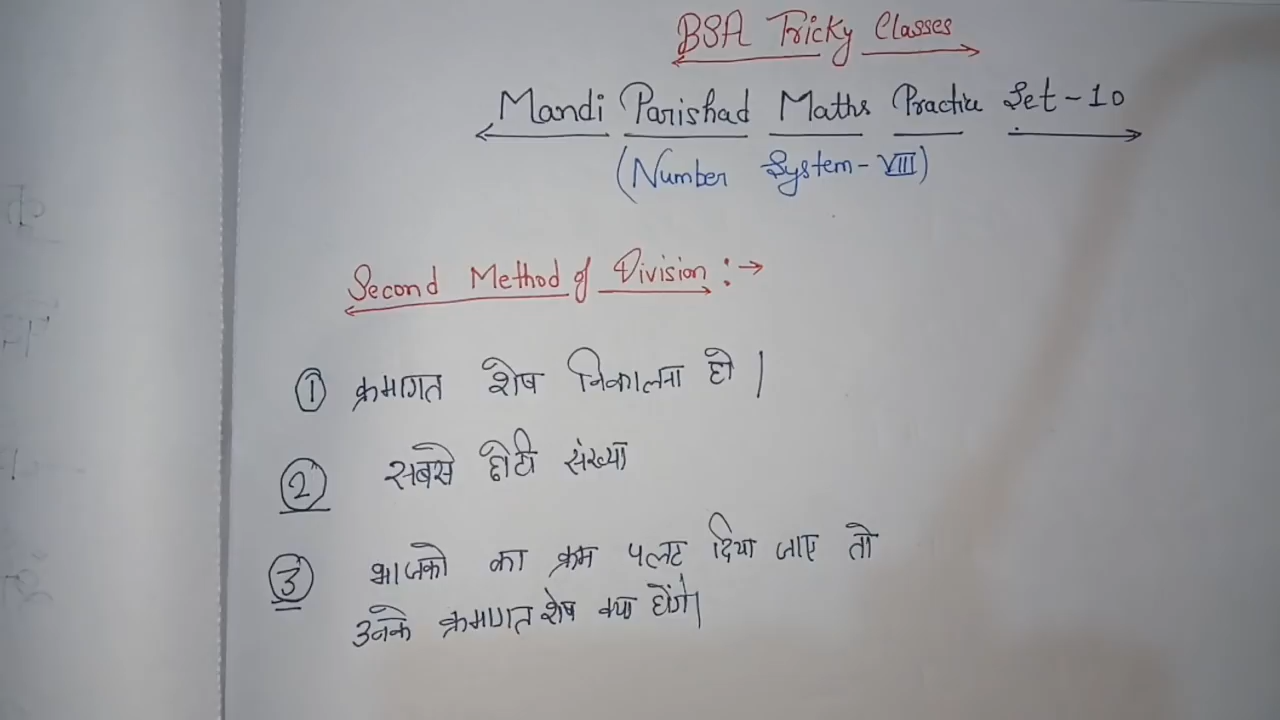 BSA Tricky Classes
Mandi Parishad Maths Practice Set-10
(Number System-VIII)
Second Method of Division :→
① क्रमागत शेष निकालना हो |
② सबसे छोटी संख्या
③ भाजको का क्रम पलट दिया जाए तो
उनके क्रमागत शेष क्या होंगे|